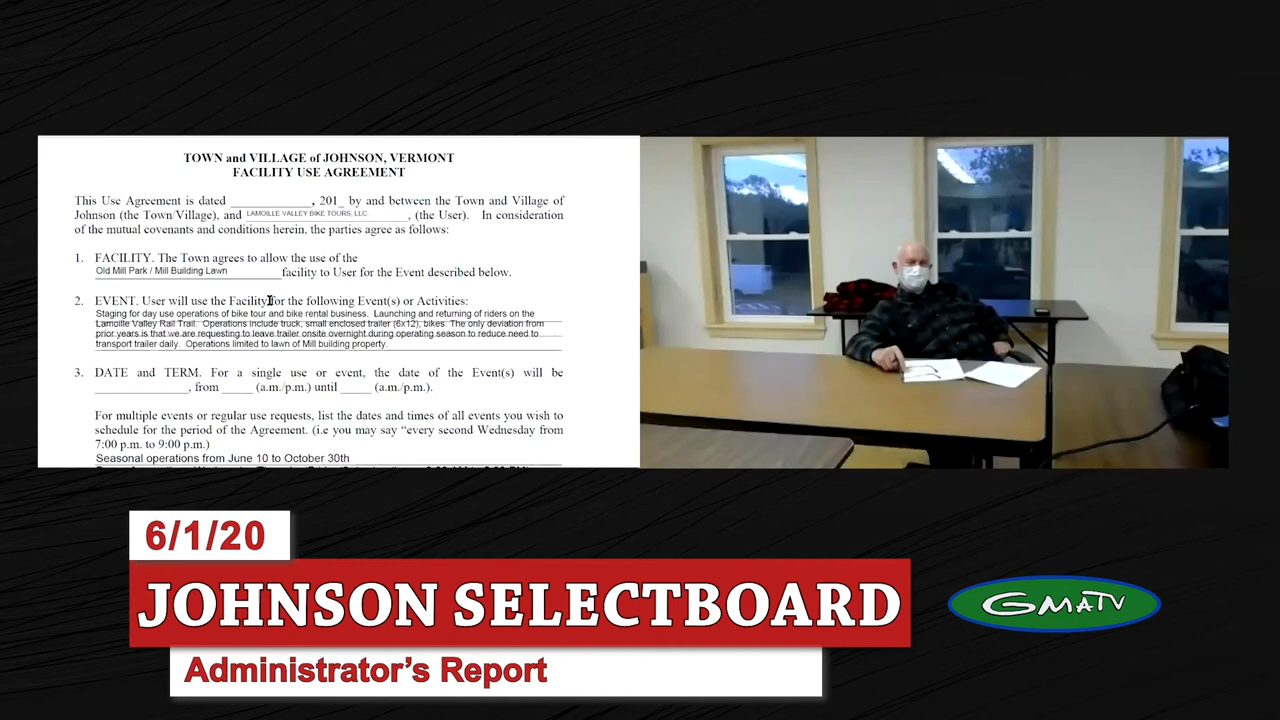 TOWN and VILLAGE of JOHNSON, VERMONT
FACILITY USE AGREEMENT
This Use Agreement is dated ____________, 201_ by and between the Town and Village of
Johnson (the Town/Village), and LAMOILLE VALLEY BIKE TOURS, LLC. , (the User). In consideration
of the mutual covenants and conditions herein, the parties agree as follows:
1. FACILITY. The Town agrees to allow the use of the
Old Mill Park / Mill Building Lawn facility to User for the Event described below.
2. EVENT. User will use the Facility for the following Event(s) or Activities:
Staging for day use operations of bike tour and bike rental business. Launching and returning of riders on the
Lamoille Valley Rail Trail. Operations include truck, small enclosed trailer (6x12), bikes. The only deviation from
prior years is that we are requesting to leave trailer onsite overnight during operating season to reduce need to
transport trailer daily. Operations limited to lawn of Mill building property.
3. DATE and TERM. For a single use or event, the date of the Event(s) will be
______________, from _____ (a.m./p.m.) until _____ (a.m./p.m.).
For multiple events or regular use requests, list the dates and times of all events you wish to
schedule for the period of the Agreement. (i.e you may say “every second Wednesday from
7:00 p.m. to 9:00 p.m.)
Seasonal operations from June 10 to October 30th
6/1/20
JOHNSON SELECTBOARD
GMATV
Administrator’s Report